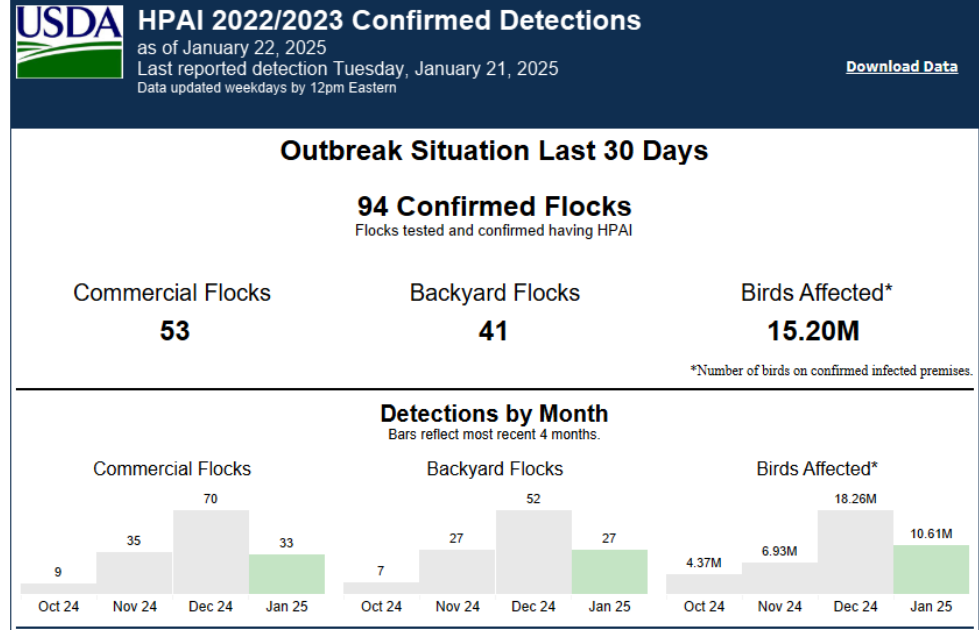 USDA
HPAI 2022/2023 Confirmed Detections
as of January 22, 2025
Last reported detection Tuesday, January 21, 2025
Data updated weekdays by 12pm Eastern
Download Data
Outbreak Situation Last 30 Days
94 Confirmed Flocks
Flocks tested and confirmed having HPAI
Commercial Flocks
53
Backyard Flocks
41
Birds Affected*
15.20M
*Number of birds on confirmed infected premises.
Detections by Month
Bars reflect most recent 4 months.
Commercial Flocks
9
35
70
33
Oct 24
Nov 24
Dec 24
Jan 25
Backyard Flocks
7
27
52
27
Oct 24
Nov 24
Dec 24
Jan 25
Birds Affected*
4.37M
6.93M
18.26M
10.61M
Oct 24
Nov 24
Dec 24
Jan 25